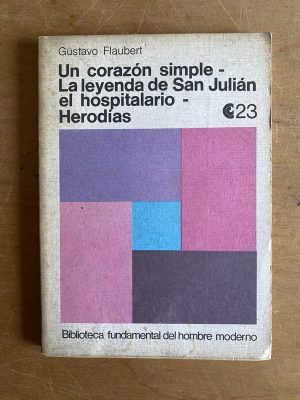 Gustavo Flaubert
Un corazón simple -
La leyenda de San Julián
el hospitalario -
Herodías
23
Biblioteca fundamental del hombre moderno